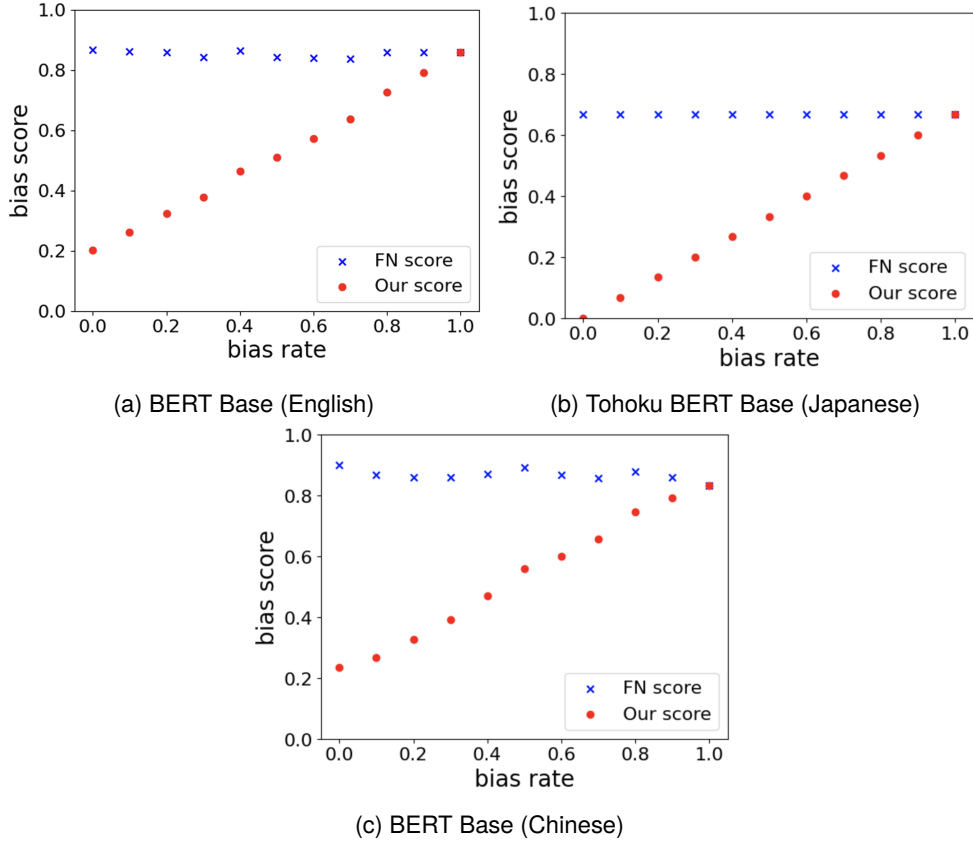 1.0
0.8
0.6
0.4
0.2
0.0
bias score
FN score
Our score
0.0 0.2 0.4 0.6 0.8 1.0
bias rate
(a) BERT Base (English)
1.0
0.8
0.6
0.4
0.2
0.0
bias score
FN score
Our score
0.0 0.2 0.4 0.6 0.8 1.0
bias rate
(b) Tohoku BERT Base (Japanese)
1.0
0.8
0.6
0.4
0.2
0.0
bias score
FN score
Our score
0.0 0.2 0.4 0.6 0.8 1.0
bias rate
(c) BERT Base (Chinese)